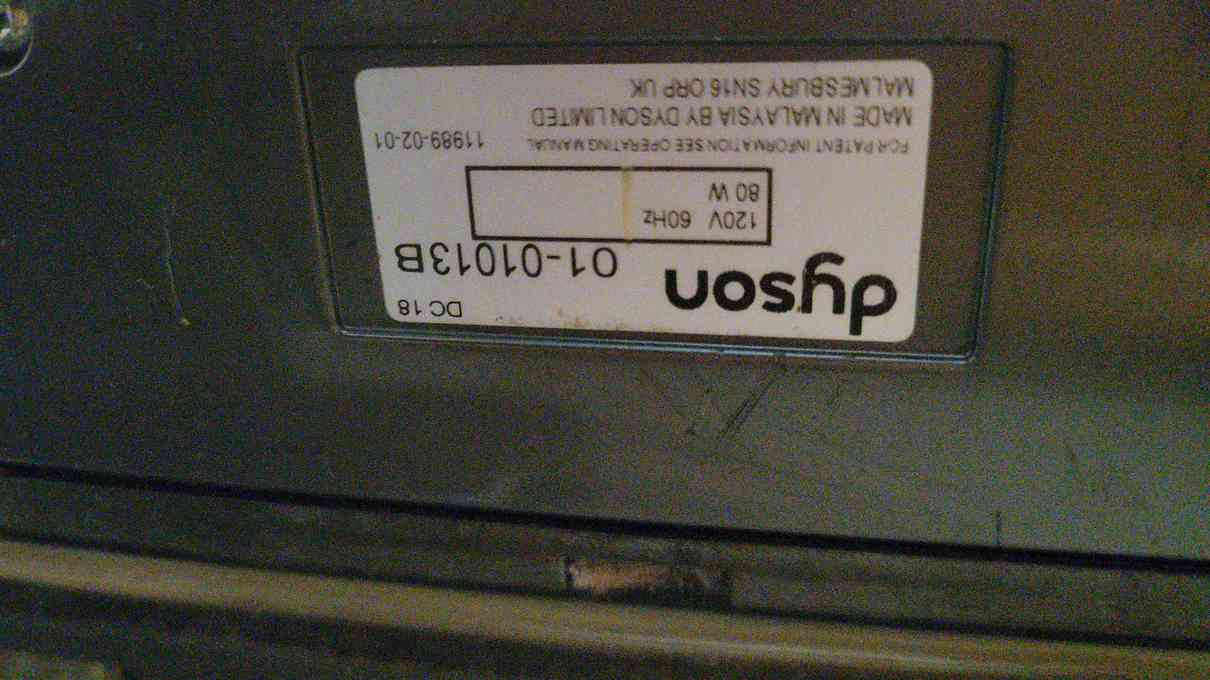 DC 18
dyson 01-01013B
120V 60Hz
80 W
FOR PATENT INFORMATION SEE OPERATING MANUAL 11989-02-01
MADE IN MALAYSIA BY DYSON LIMITED
MALMESBURY SN16 ORP UK